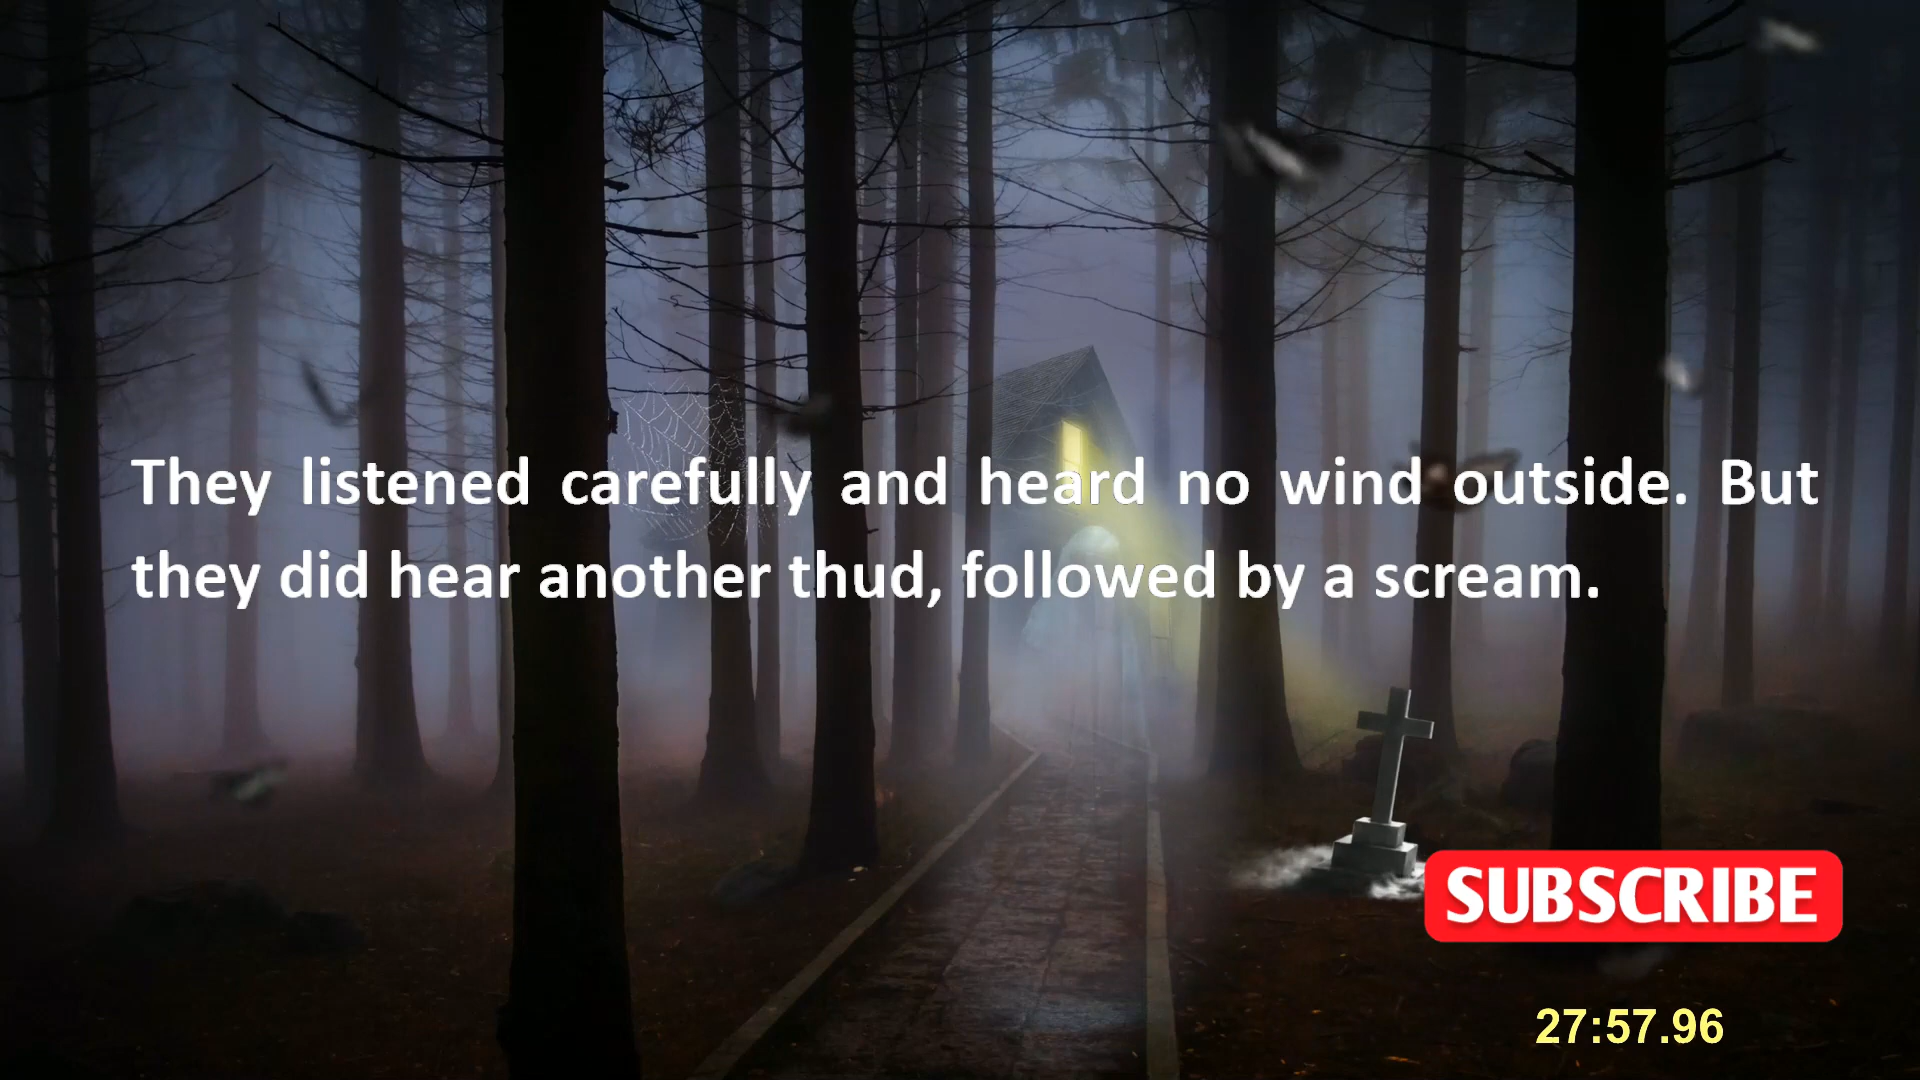 They listened carefully and heard no wind outside. But
they did hear another thud, followed by a scream.
SUBSCRIBE
27:57.96